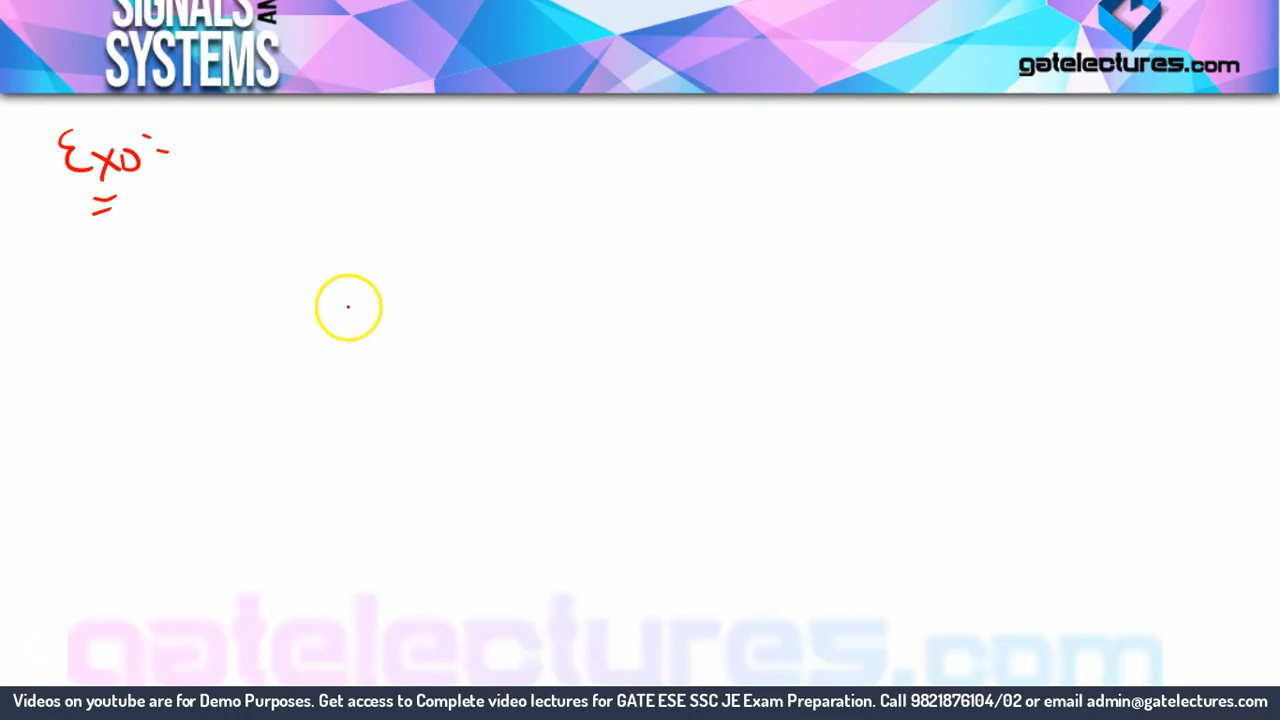 SIGNALS AND
SYSTEMS
gatelectures.com
Exo:-
gatelectures.com
Videos on youtube are for Demo Purposes. Get access to Complete video lectures for GATE ESE SSC JE Exam Preparation. Call 9821876104/02 or email admin@gatelectures.com